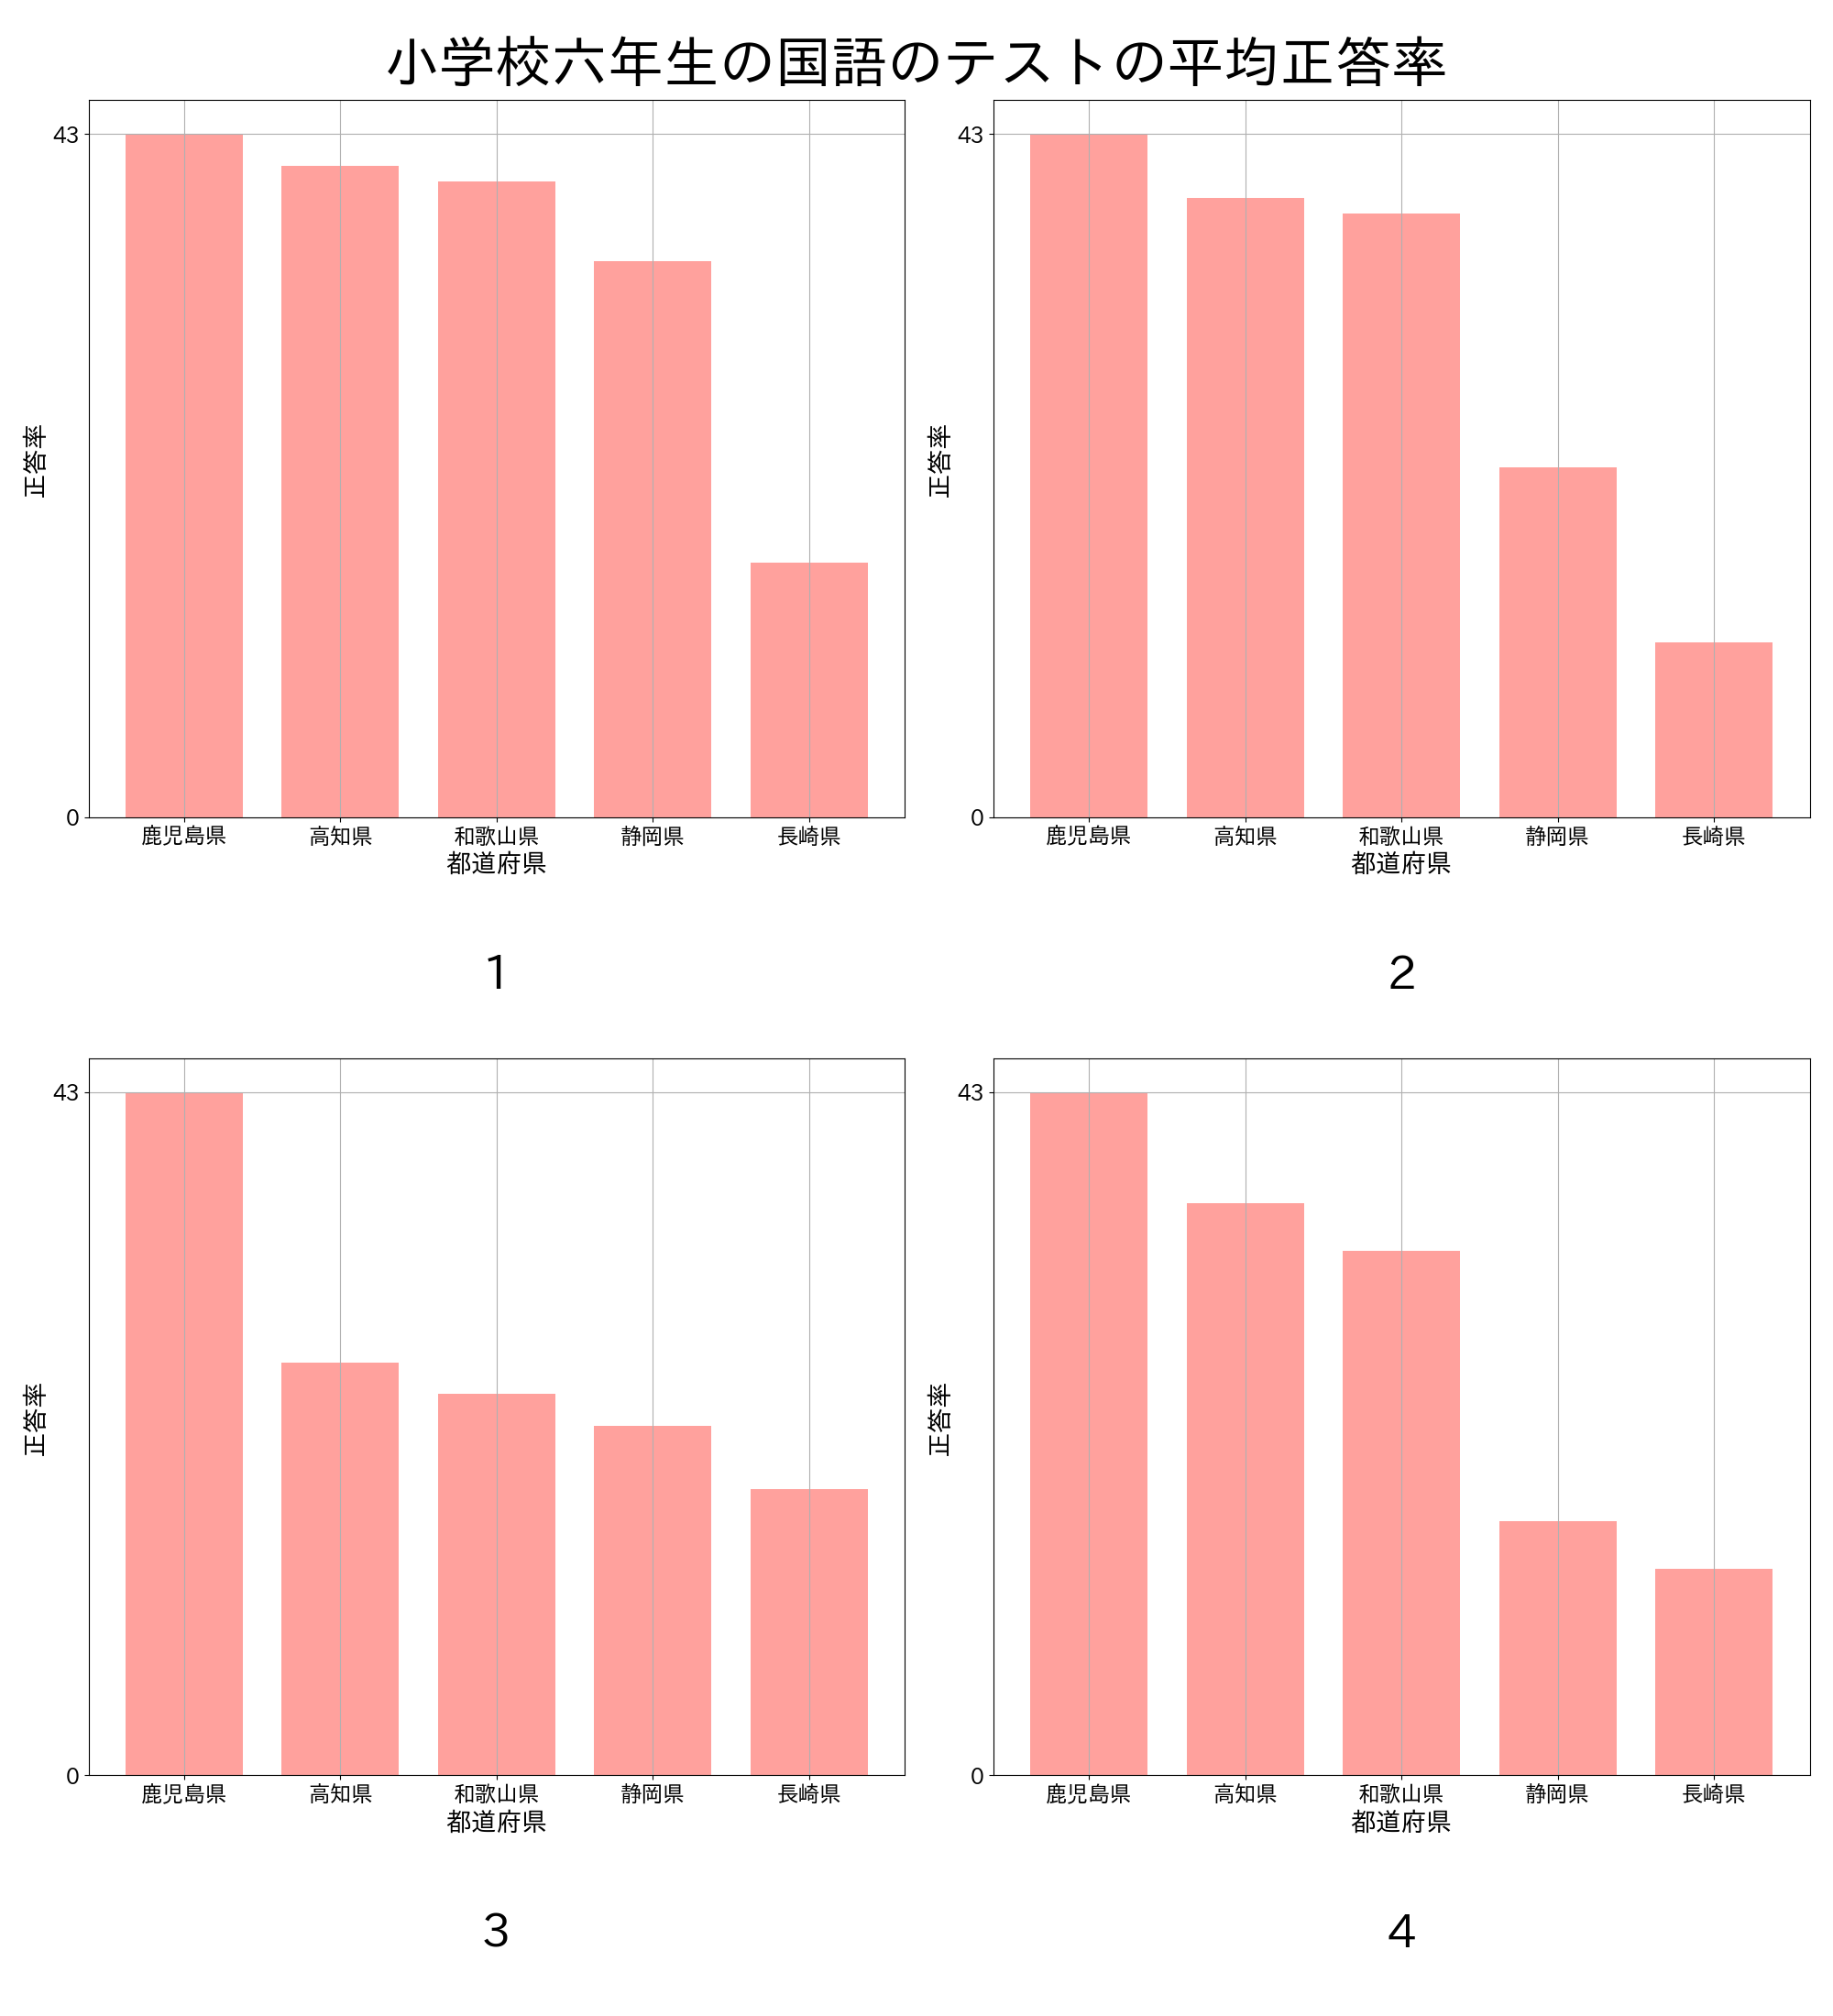 小学校六年生の国語のテストの平均正答率
43
0
正答率
鹿児島県 高知県 和歌山県 静岡県 長崎県
都道府県
1
43
0
正答率
鹿児島県 高知県 和歌山県 静岡県 長崎県
都道府県
2
43
0
正答率
鹿児島県 高知県 和歌山県 静岡県 長崎県
都道府県
3
43
0
正答率
鹿児島県 高知県 和歌山県 静岡県 長崎県
都道府県
4